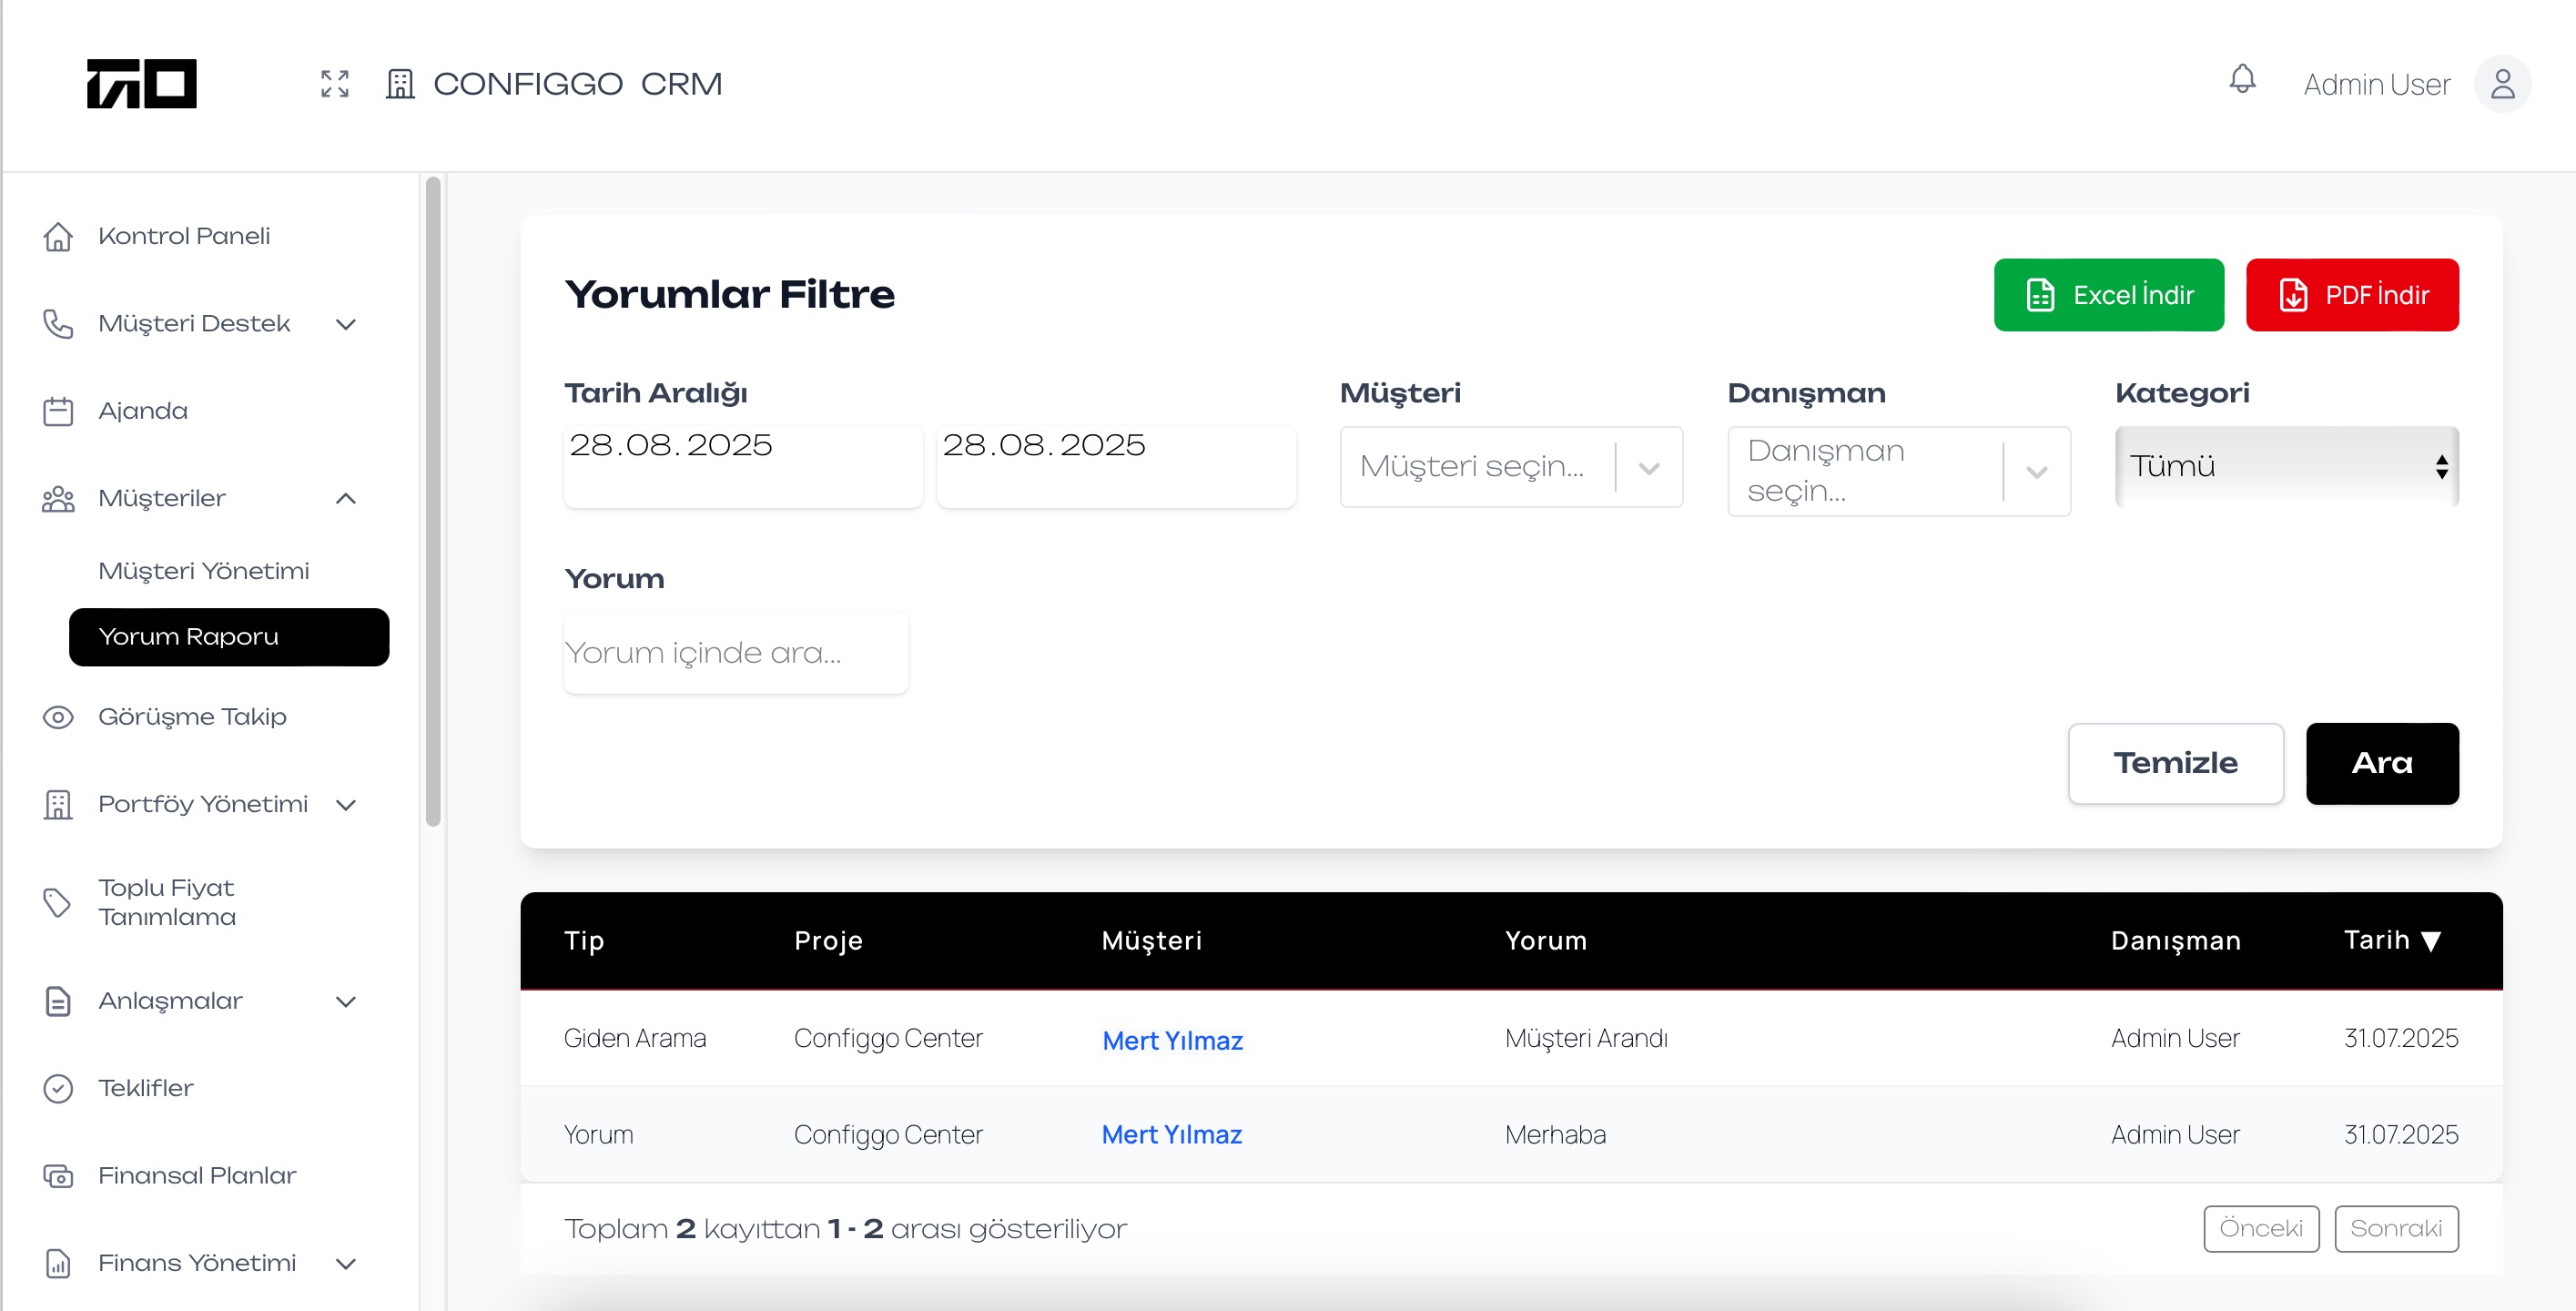 CONFIGGO CRM
Admin User
Kontrol Paneli
Müşteri Destek
Ajanda
Müşteriler
Müşteri Yönetimi
Yorum Raporu
Görüşme Takip
Portföy Yönetimi
Toplu Fiyat
Tanımlama
Anlaşmalar
Teklifler
Finansal Planlar
Finans Yönetimi
Yorumlar Filtre
Excel İndir
PDF İndir
Tarih Aralığı
Müşteri
Danışman
Kategori
28.08.2025
28.08.2025
Müşteri seçin...
Danışman
seçin...
Tümü
Yorum
Yorum içinde ara...
Temizle
Ara
Tip Proje Müşteri Yorum Danışman Tarih ▼
Giden Arama Configgo Center Mert Yılmaz Müşteri Arandı Admin User 31.07.2025
Yorum Configgo Center Mert Yılmaz Merhaba Admin User 31.07.2025
Toplam 2 kayıttan 1 - 2 arası gösteriliyor
Önceki
Sonraki